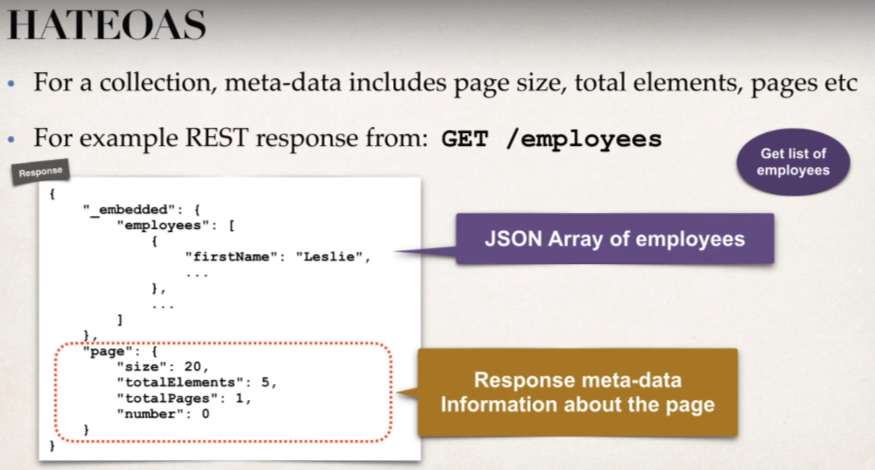 HATEOAS
• For a collection, meta-data includes page size, total elements, pages etc
• For example REST response from: GET /employees
Get list of
employees
Response
{
"_embedded": {
"employees": [
{
"firstName": "Leslie",
...
},
...
]
},
"page": {
"size": 20,
"totalElements": 5,
"totalPages": 1,
"number": 0
}
}
JSON Array of employees
Response meta-data
Information about the page